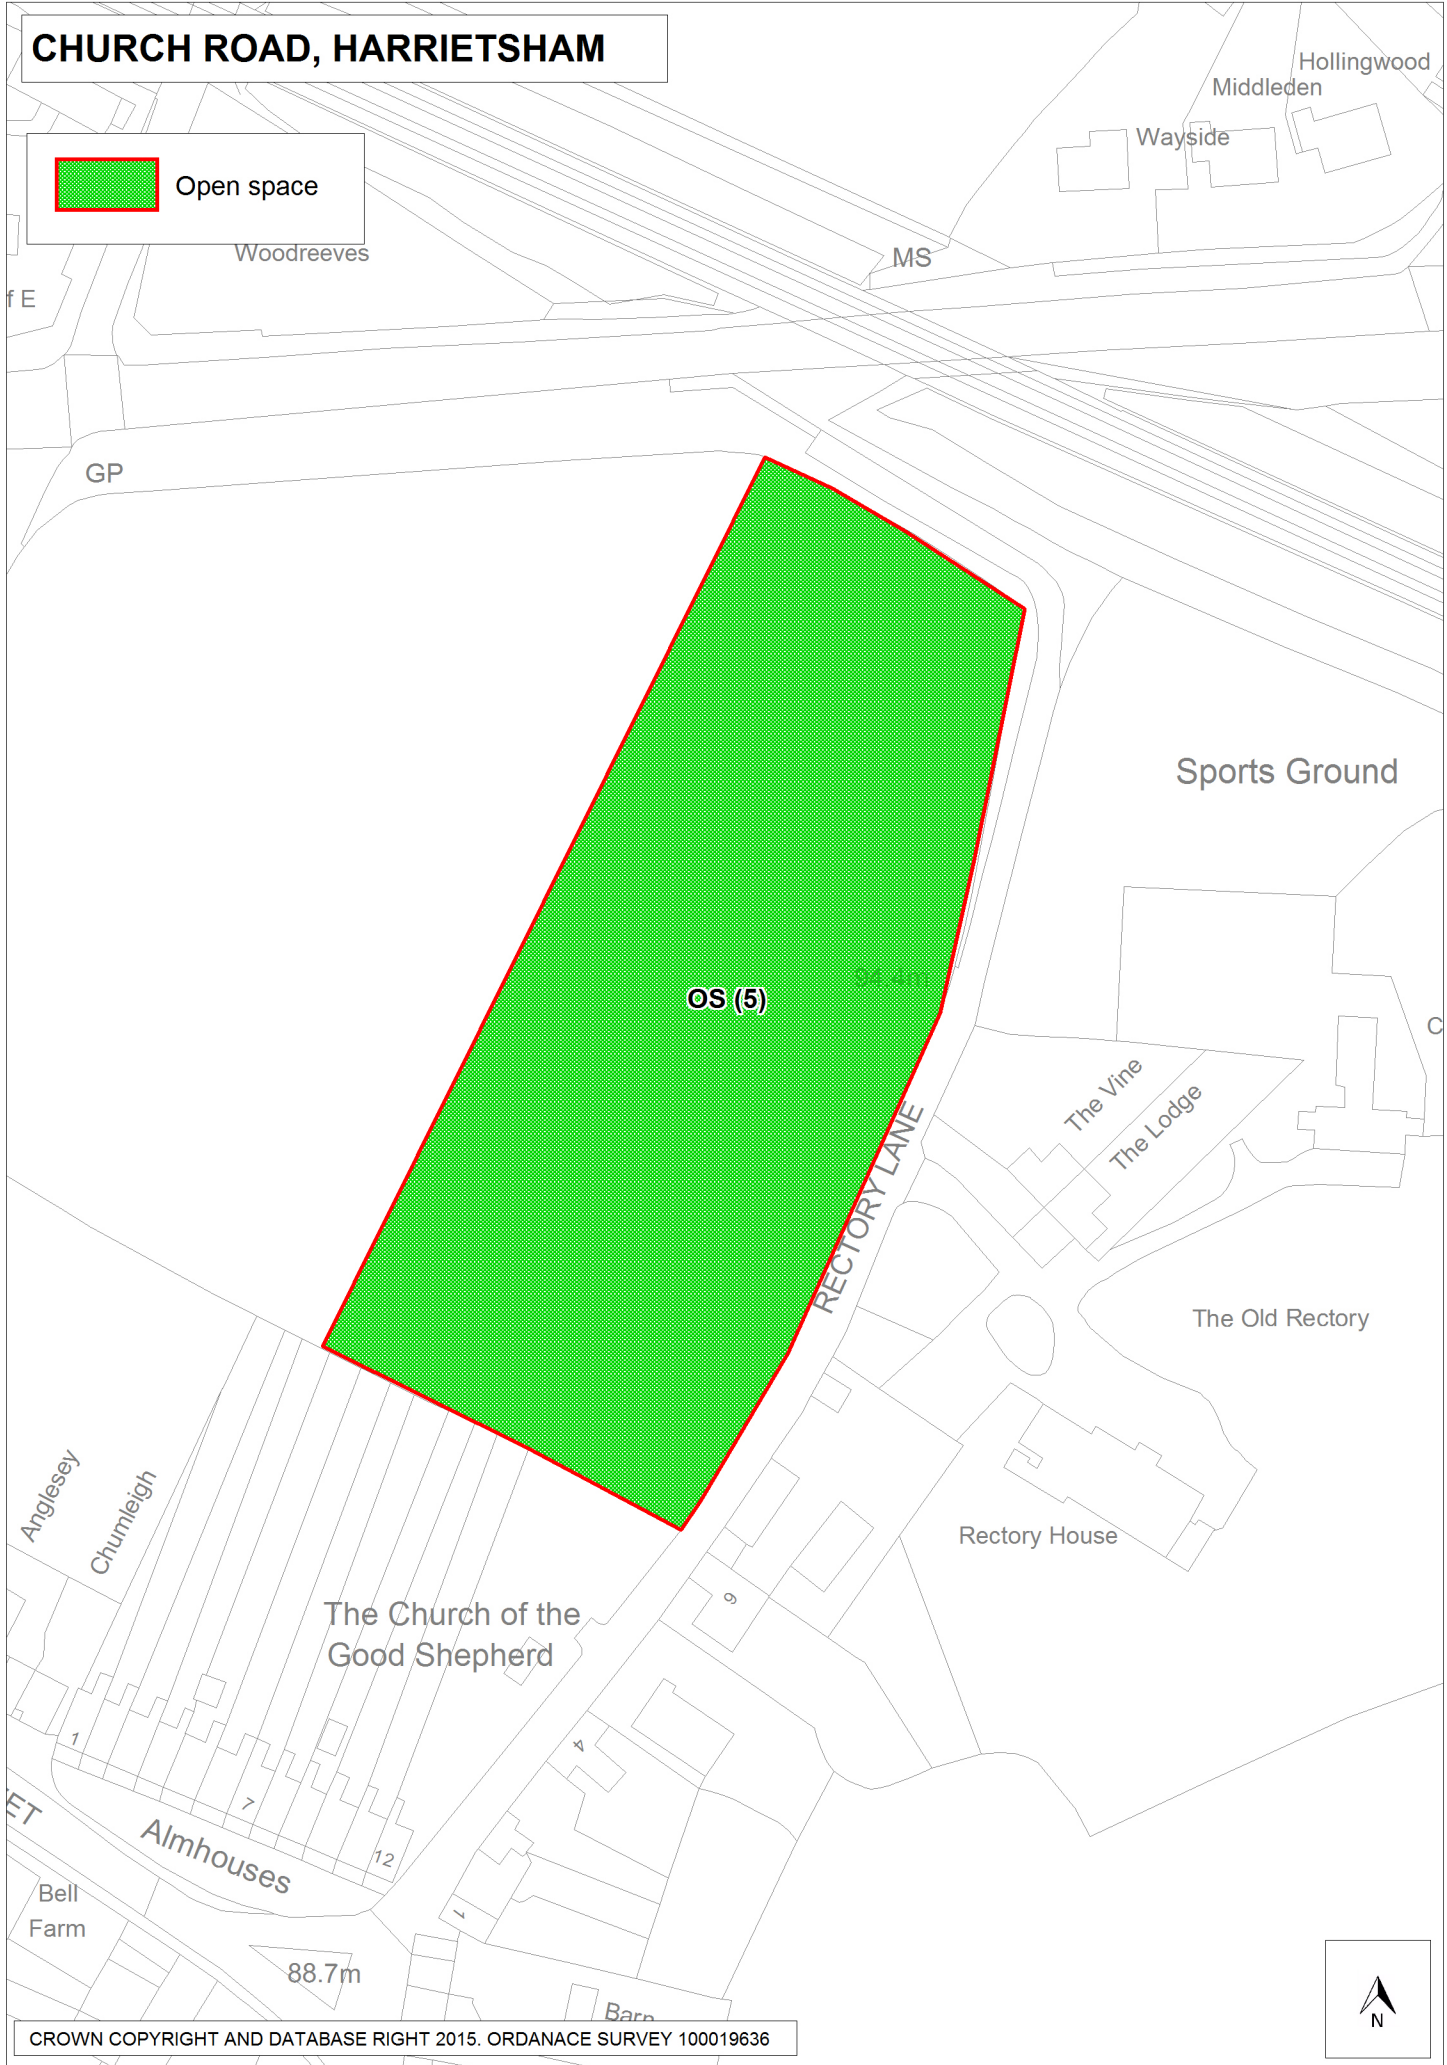 CHURCH ROAD, HARRIETSHAM
Hollingwood
Middleden
Wayside
Open space
Woodreeves
MS
f E
GP
Sports Ground
94.4m
OS (5)
C
The Vine
The Lodge
RECTORY LANE
The Old Rectory
Anglesey
Chumleigh
Rectory House
9
The Church of the
Good Shepherd
1
4
7
ET
Almhouses
12
Bell
Farm
1
88.7m
Barn
CROWN COPYRIGHT AND DATABASE RIGHT 2015. ORDANACE SURVEY 100019636
N